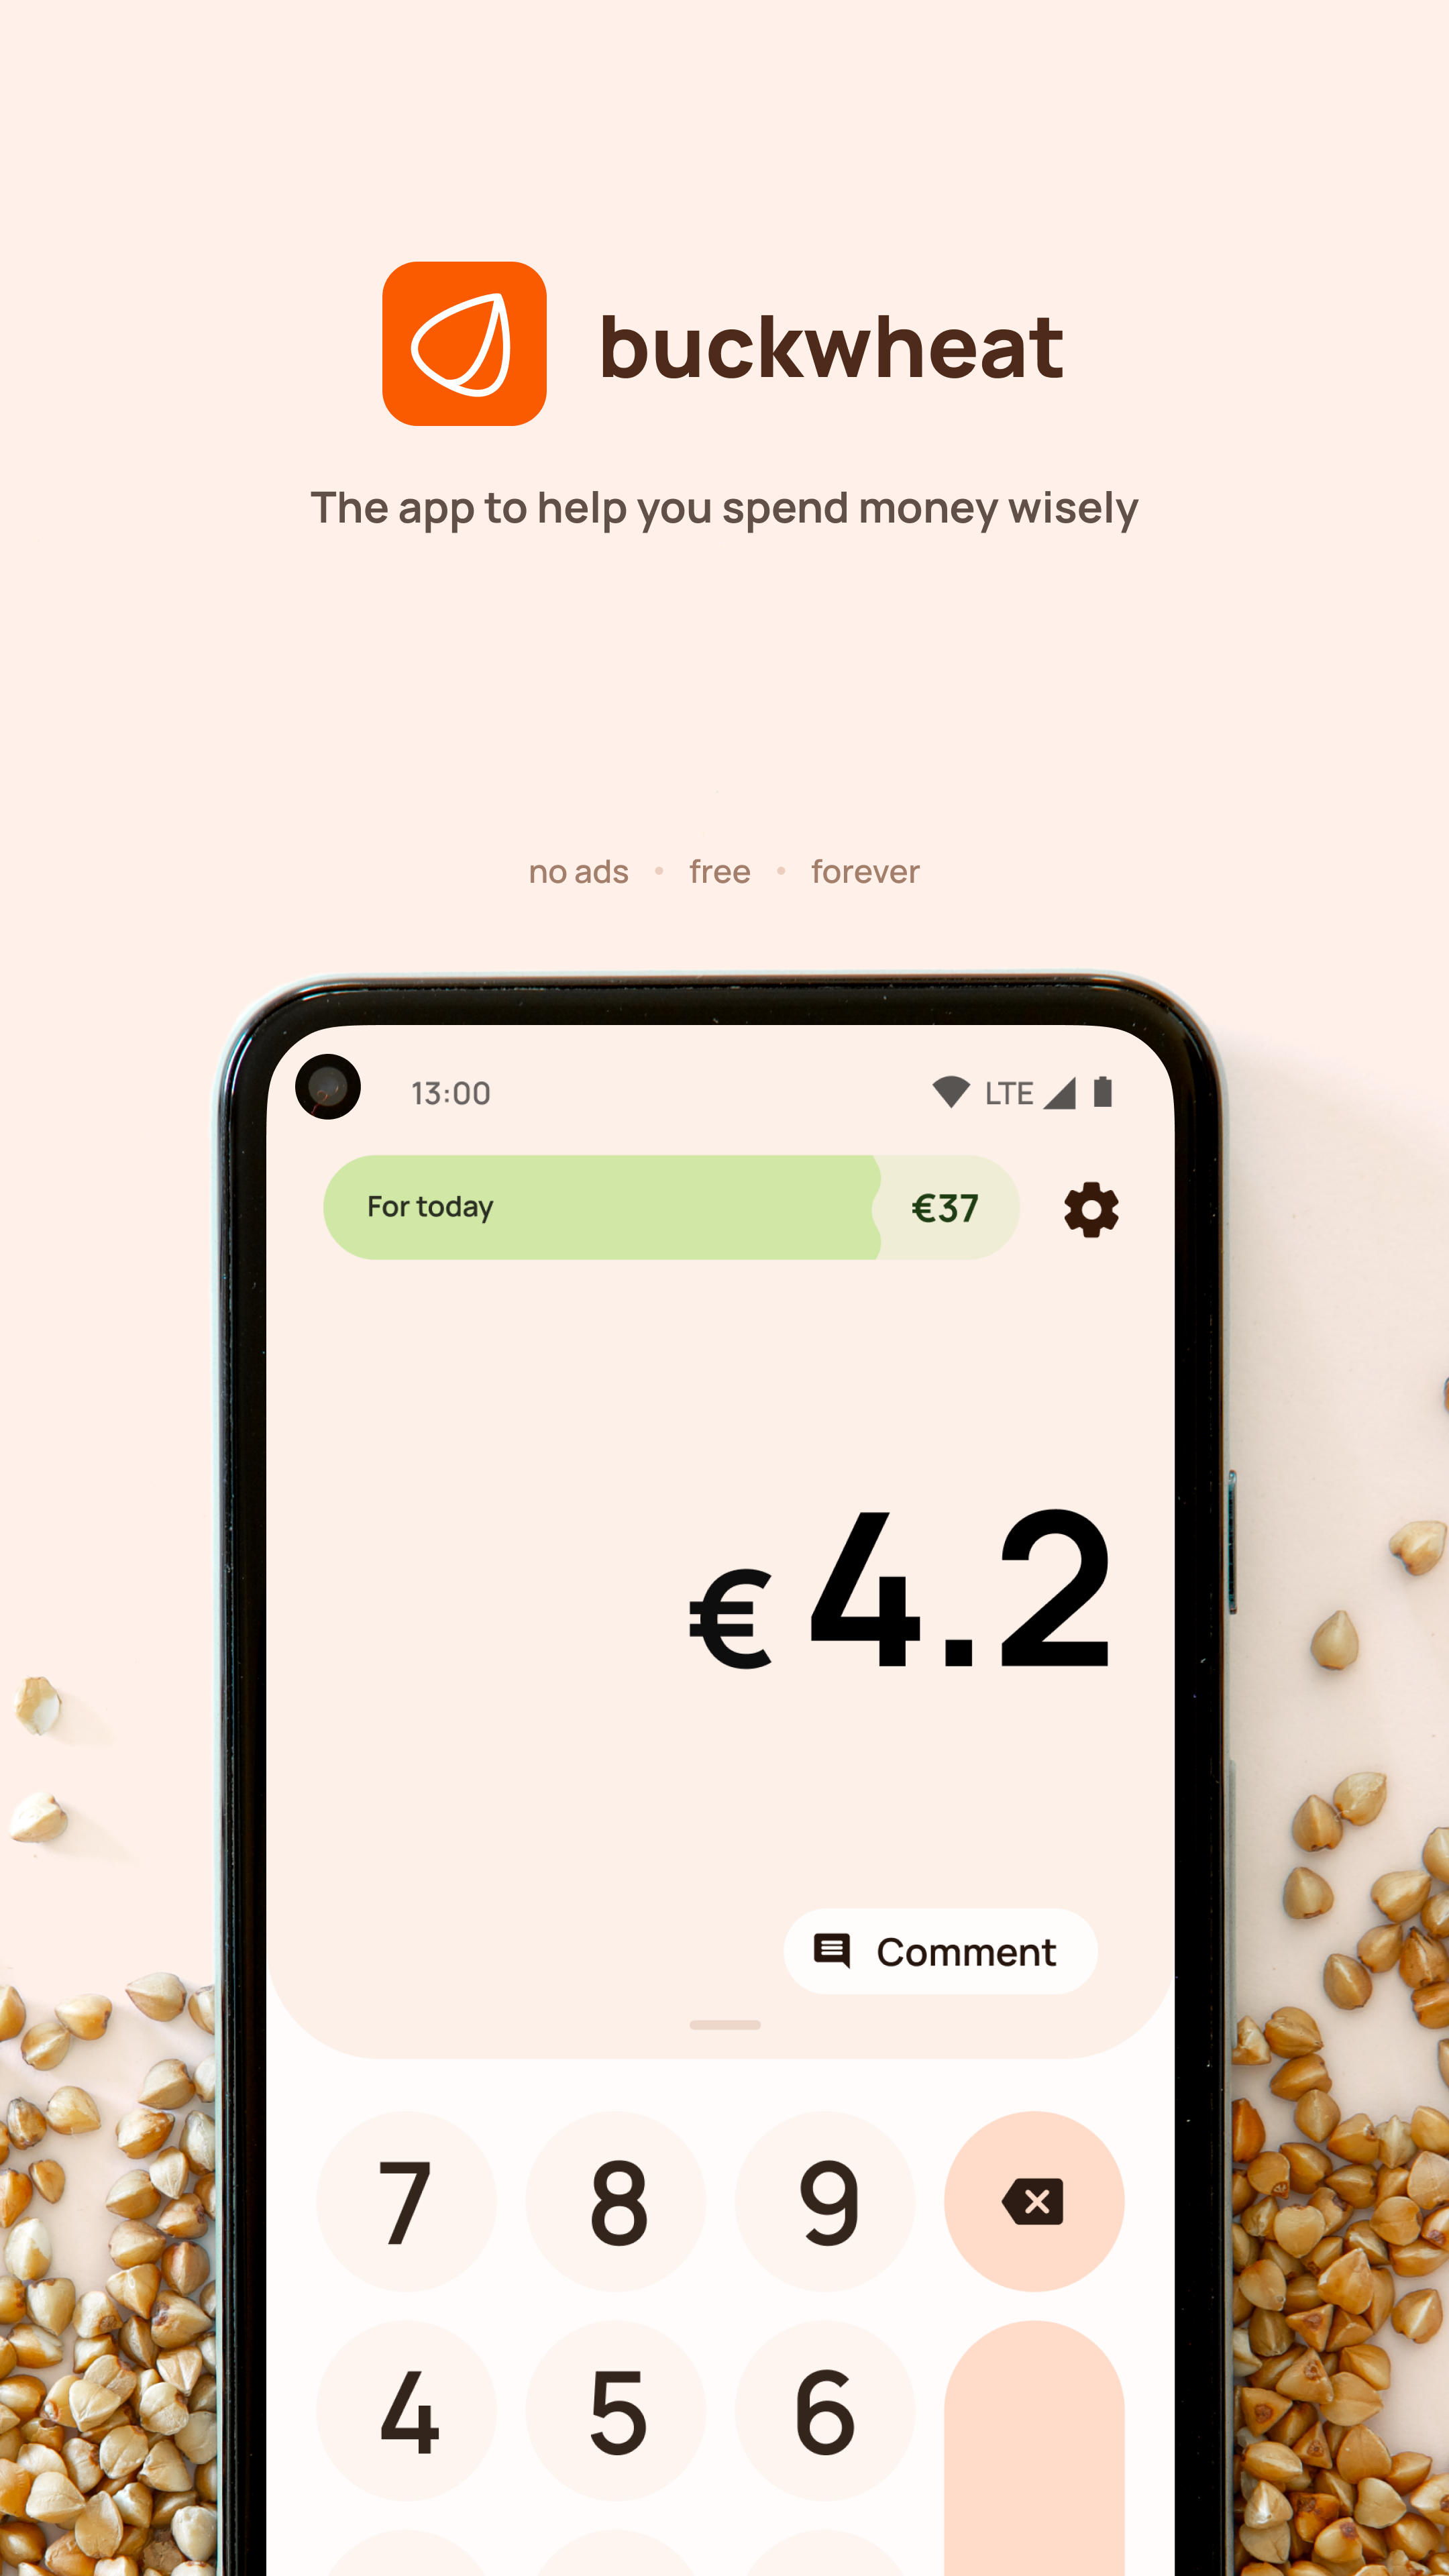 buckwheat
The app to help you spend money wisely
no ads • free • forever
13:00 LTE
For today €37
€4.2
Comment
7 8 9
4 5 6